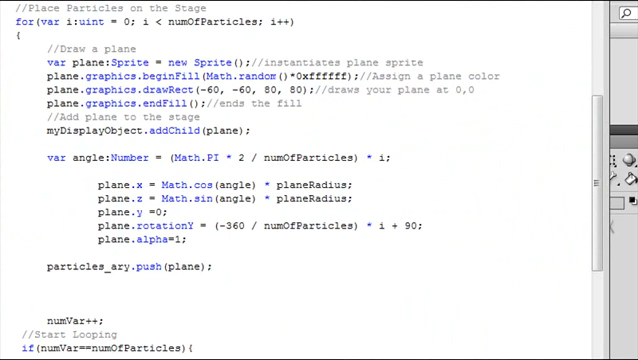 //Place Particles on the Stage
for(var i:uint = 0; i < numOfParticles; i++)
{
//Draw a plane
var plane:Sprite = new Sprite();//instantiates plane sprite
plane.graphics.beginFill(Math.random()*0xffffff);//Assign a plane color
plane.graphics.drawRect(-60, -60, 80, 80);//draws your plane at 0,0
plane.graphics.endFill();//ends the fill
//Add plane to the stage
myDisplayObject.addChild(plane);
var angle:Number = (Math.PI * 2 / numOfParticles) * i;
plane.x = Math.cos(angle) * planeRadius;
plane.z = Math.sin(angle) * planeRadius;
plane.y =0;
plane.rotationY = (-360 / numOfParticles) * i + 90;
plane.alpha=1;
particles_ary.push(plane);
numVar++;
//Start Looping
if(numVar==numOfParticles){